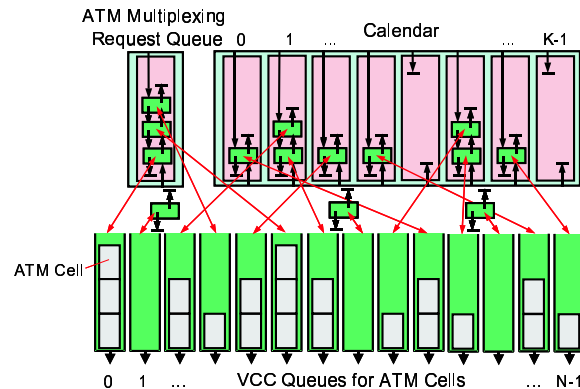 ATM Multiplexing
Request Queue
Calendar
0 1 ... ... K-1
ATM Cell
0 1 ... VCC Queues for ATM Cells ... N-1